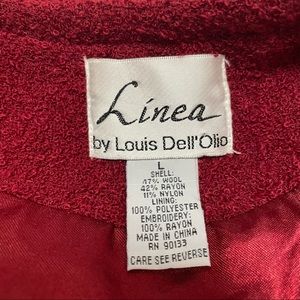 Linea
by Louis Dell'Olio
L
SHELL:
47% WOOL
42% RAYON
11% NYLON
LINING:
100% POLYESTER
EMBROIDERY:
100% RAYON
MADE IN
CHINA
RN 90133
CARE SEE REVERSE